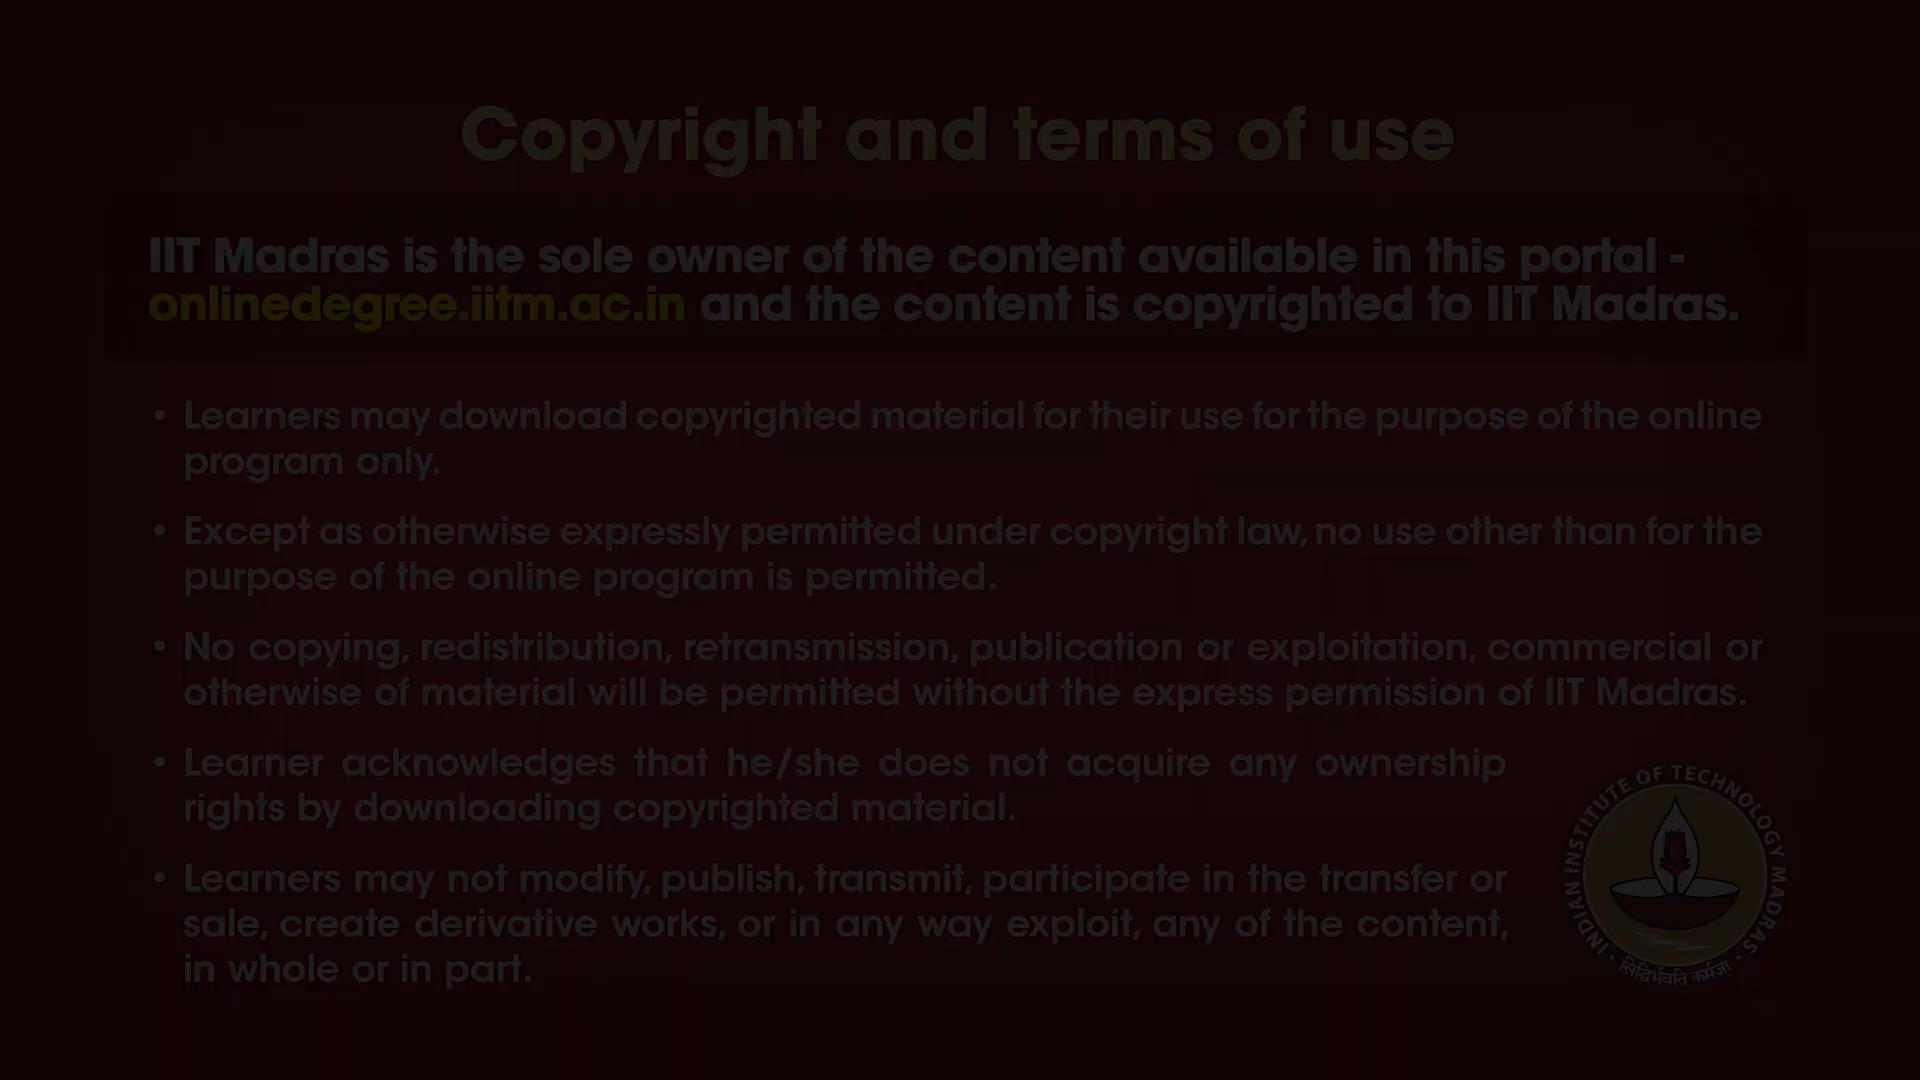 Copyright and terms of use
IIT Madras is the sole owner of the content available in this portal -
onlinedegree.iitm.ac.in and the content is copyrighted to IIT Madras.
• Learners may download copyrighted material for their use for the purpose of the online
program only.
• Except as otherwise expressly permitted under copyright law, no use other than for the
purpose of the online program is permitted.
• No copying, redistribution, retransmission, publication or exploitation, commercial or
otherwise of material will be permitted without the express permission of IIT Madras.
• Learner acknowledges that he/she does not acquire any ownership
rights by downloading copyrighted material.
• Learners may not modify, publish, transmit, participate in the transfer or
sale, create derivative works, or in any way exploit, any of the content,
in whole or in part.
INDIAN INSTITUTE OF TECHNOLOGY MADRAS
सिद्धिर्भवति कर्मजा